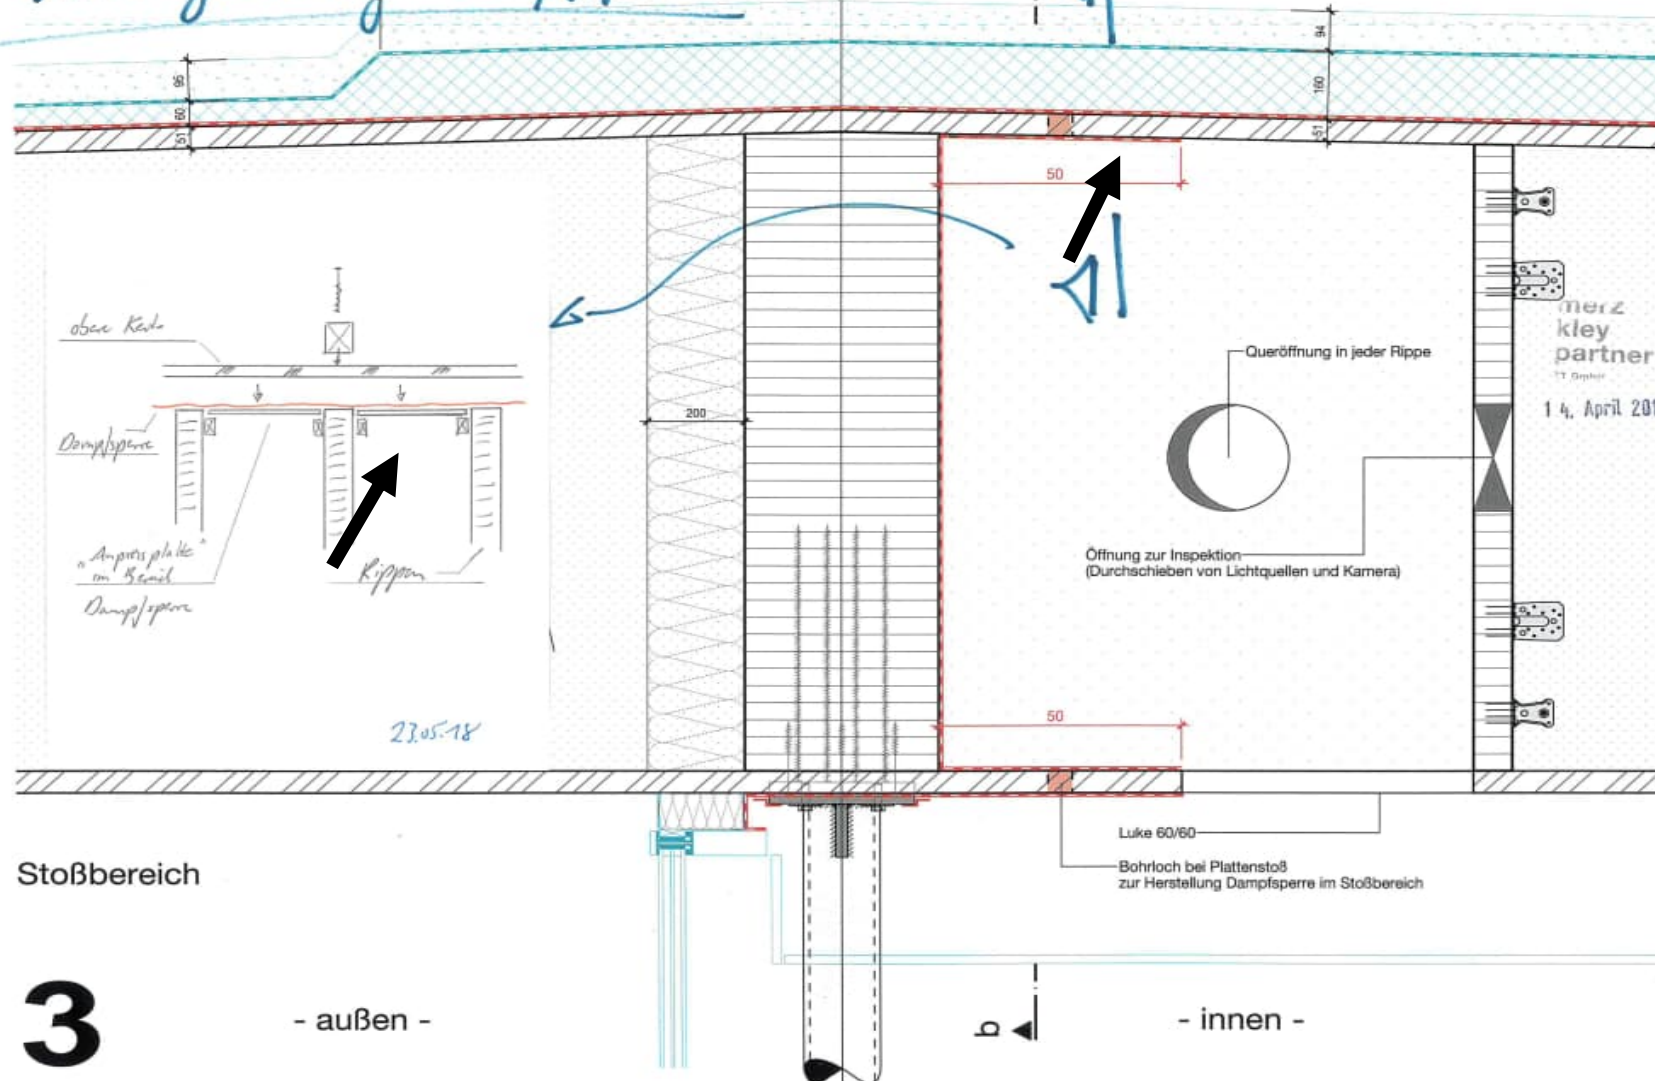 94
95
160
60
51
51
50
obere Kerto
Queröffnung in jeder Rippe
merz
kley
partner
14. April 201
200
Dampfsperre
Öffnung zur Inspektion
(Durchschieben von Lichtquellen und Kamera)
„Anpressplatte"
im Bereich
Dampfsperre
Rippen
50
23.05.18
Luke 60/60
Stoßbereich
Bohrloch bei Plattenstoß
zur Herstellung Dampfsperre im Stoßbereich
3
- außen -
b
- innen -